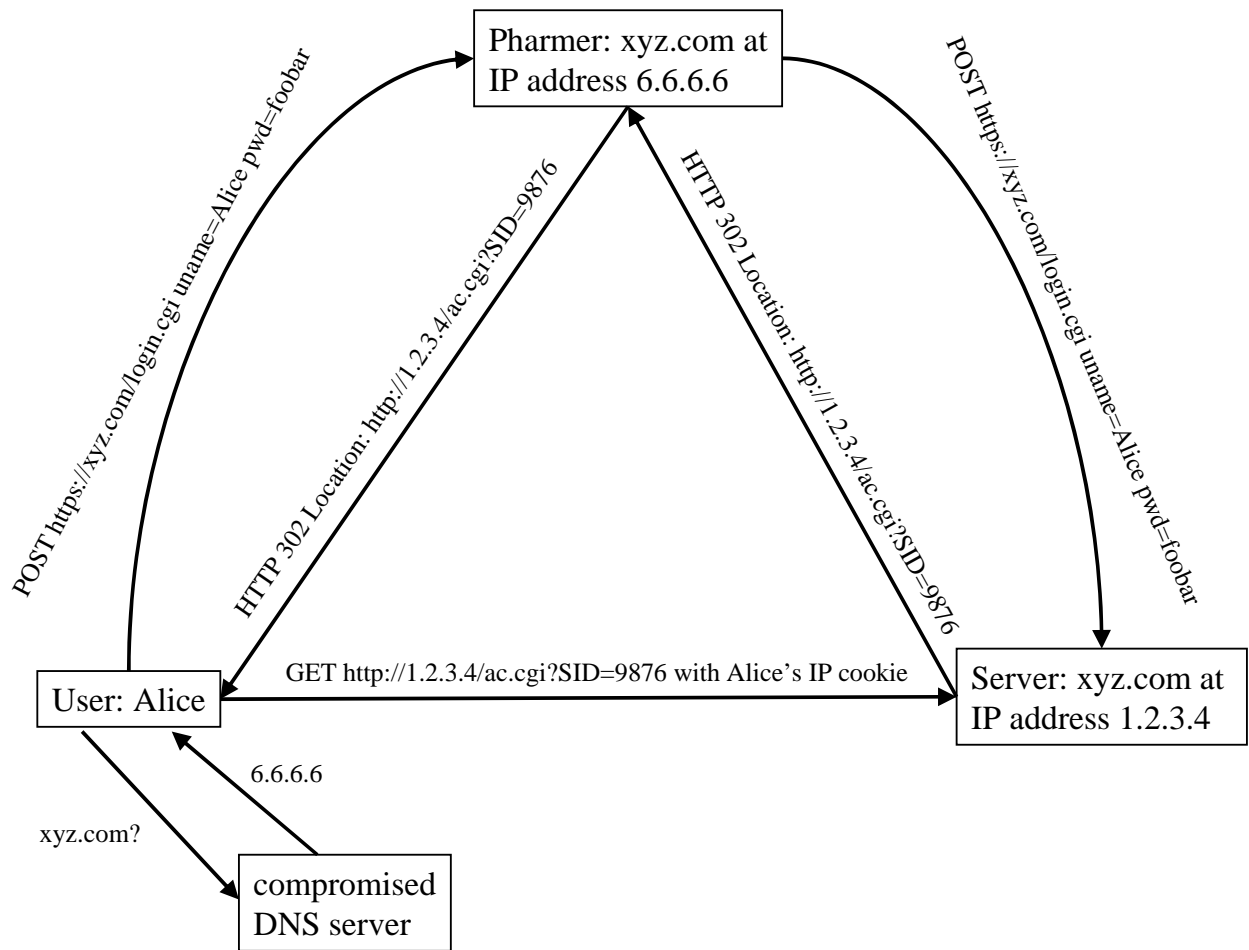 Pharmer: xyz.com at
IP address 6.6.6.6
POST https://xyz.com/login.cgi uname=Alice pwd=foobar
HTTP 302 Location: http://1.2.3.4/ac.cgi?SID=9876
HTTP 302 Location: http://1.2.3.4/ac.cgi?SID=9876
POST https://xyz.com/login.cgi uname=Alice pwd=foobar
GET http://1.2.3.4/ac.cgi?SID=9876 with Alice's IP cookie
User: Alice
Server: xyz.com at
IP address 1.2.3.4
6.6.6.6
xyz.com?
compromised
DNS server